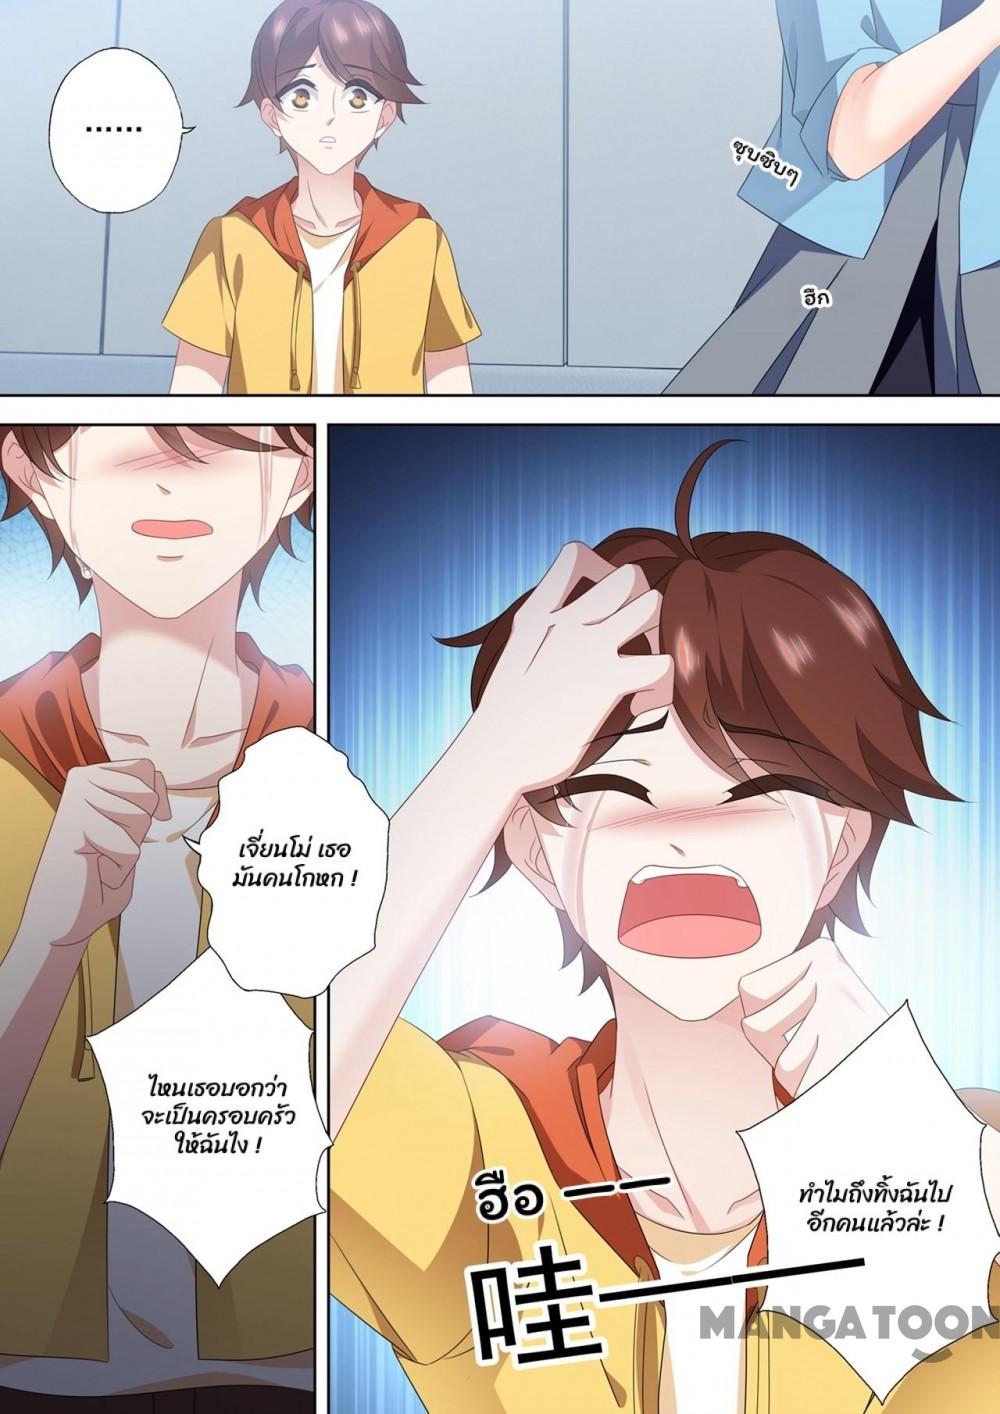 ......
ซุบซิบๆ
ฮึก
เจี่ยนโม่ เธอ
มันคนโกหก !
ไหนเธอบอกว่า
จะเป็นครอบครัว
ให้ฉันไง !
ทำไมถึงทิ้งฉันไป
อีกคนแล้วล่ะ !
ฮือ ——
哇——
MANGATOON